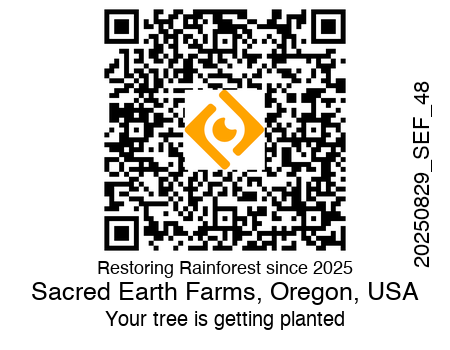 Restoring Rainforest since 2025
Sacred Earth Farms, Oregon, USA
Your tree is getting planted
20250829_SEF_48